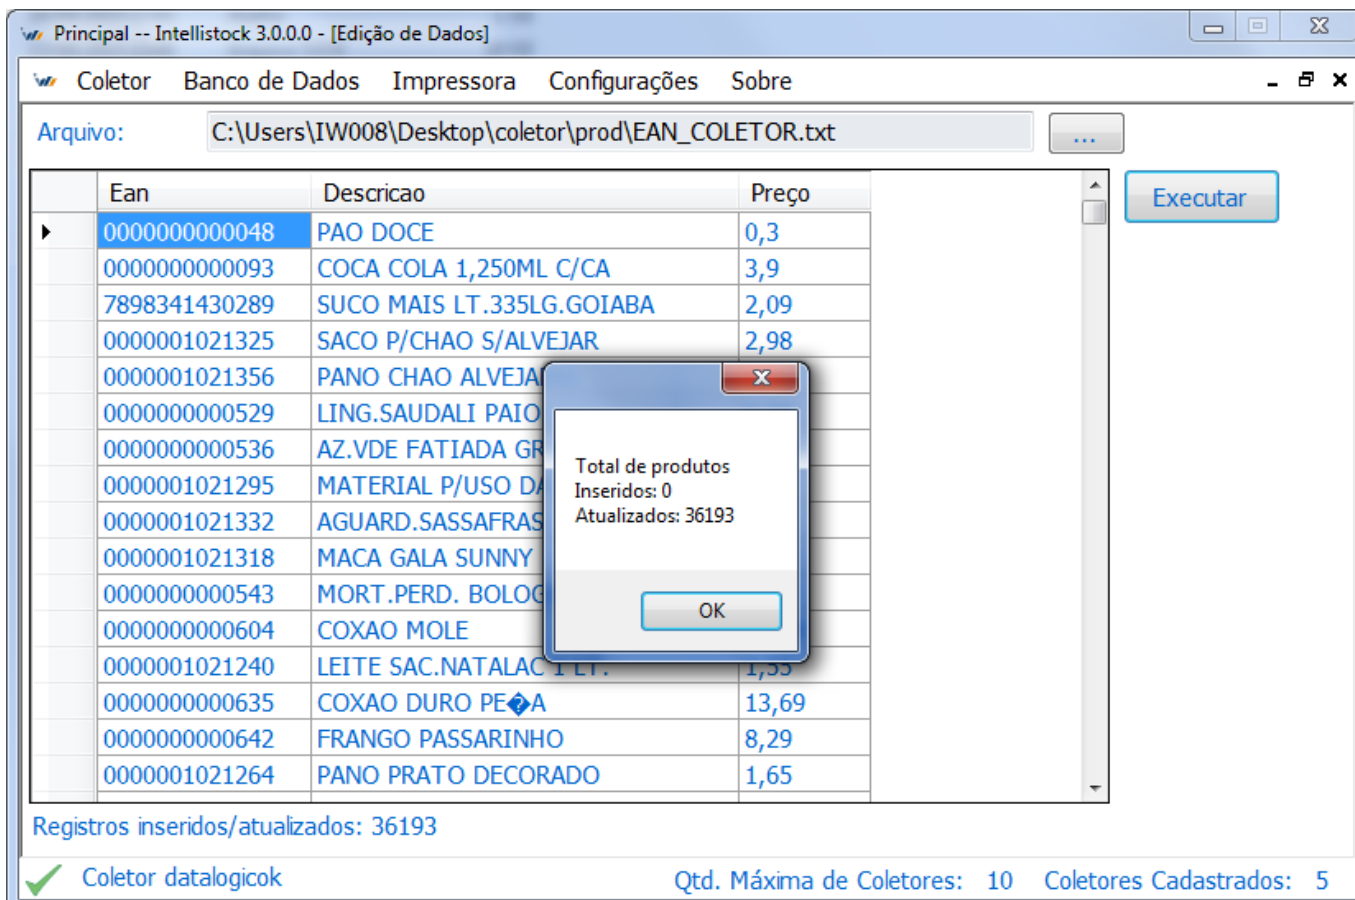 Principal -- Intellistock 3.0.0.0 - [Edição de Dados]
Coletor Banco de Dados Impressora Configurações Sobre
Arquivo: C:\Users\IW008\Desktop\coletor\prod\EAN_COLETOR.txt ...
Ean Descricao Preço Executar
0000000000048 PAO DOCE 0,3
0000000000093 COCA COLA 1,250ML C/CA 3,9
7898341430289 SUCO MAIS LT.335LG.GOIABA 2,09
0000001021325 SACO P/CHAO S/ALVEJAR 2,98
0000001021356 PANO CHAO
0000000000529 LING.SAUDALI
0000000000536 AZ.VDE FATIADA
0000001021295 MATERIAL P/USO
0000001021332 AGUARD.SASSAFRAS
0000001021318 MACA GALA SUNNY
0000000000543 MORT.PERD.
0000000000604 COXAO MOLE
0000001021240 LEITE SAC.NATALAC 1 LT. 1,55
0000000000635 COXAO DURO PE�A 13,69
0000000000642 FRANGO PASSARINHO 8,29
0000001021264 PANO PRATO DECORADO 1,65
Total de produtos
Inseridos: 0
Atualizados: 36193
OK
Registros inseridos/atualizados: 36193
Coletor datalogicok Qtd. Máxima de Coletores: 10 Coletores Cadastrados: 5